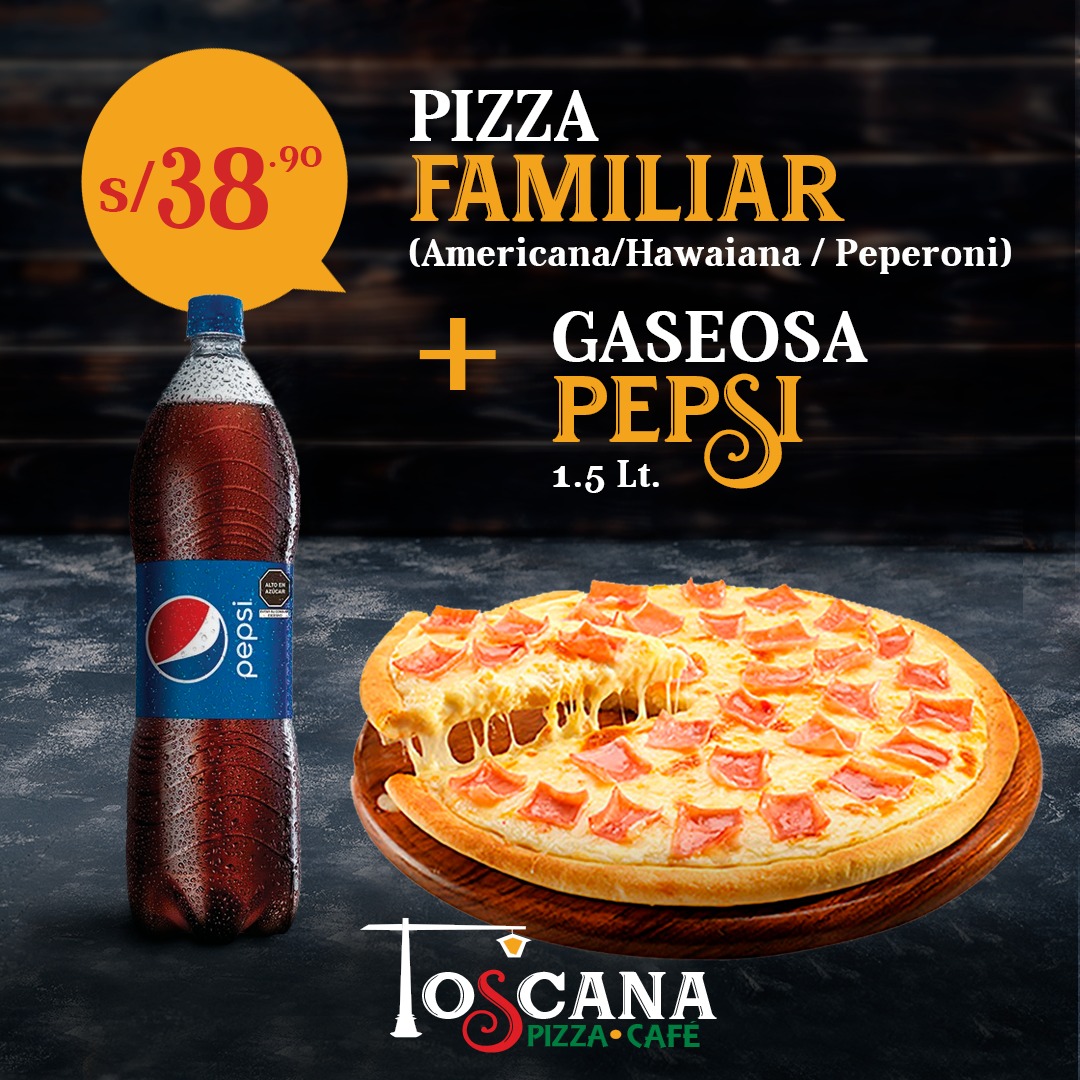 s/38.90
PIZZA
FAMILIAR
(Americana/Hawaiana / Peperoni)
+ GASEOSA
PEPSI
1.5 Lt.
ALTO EN
AZÚCAR
pepsi
TOSCANA
PIZZA•CAFÉ